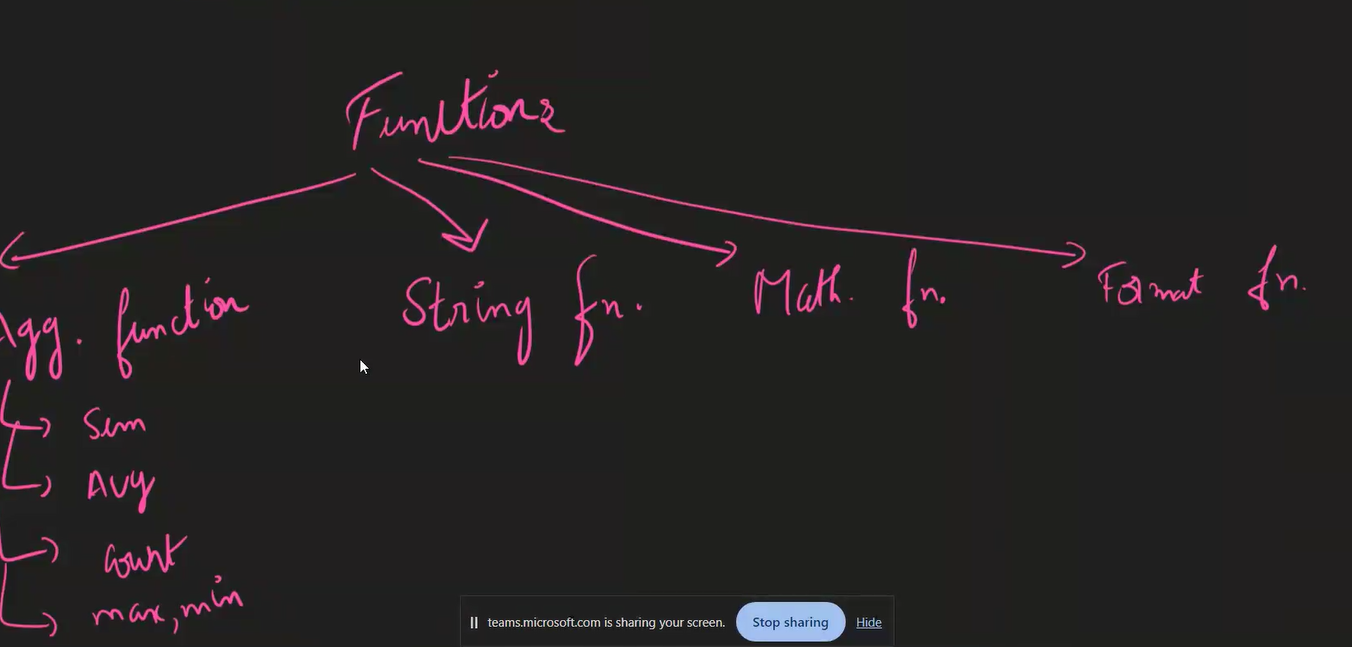 Functions
Agg. function
String fn.
Math. fn.
Format fn.
Sum
Avg
Count
max, min
teams.microsoft.com is sharing your screen.
Stop sharing
Hide